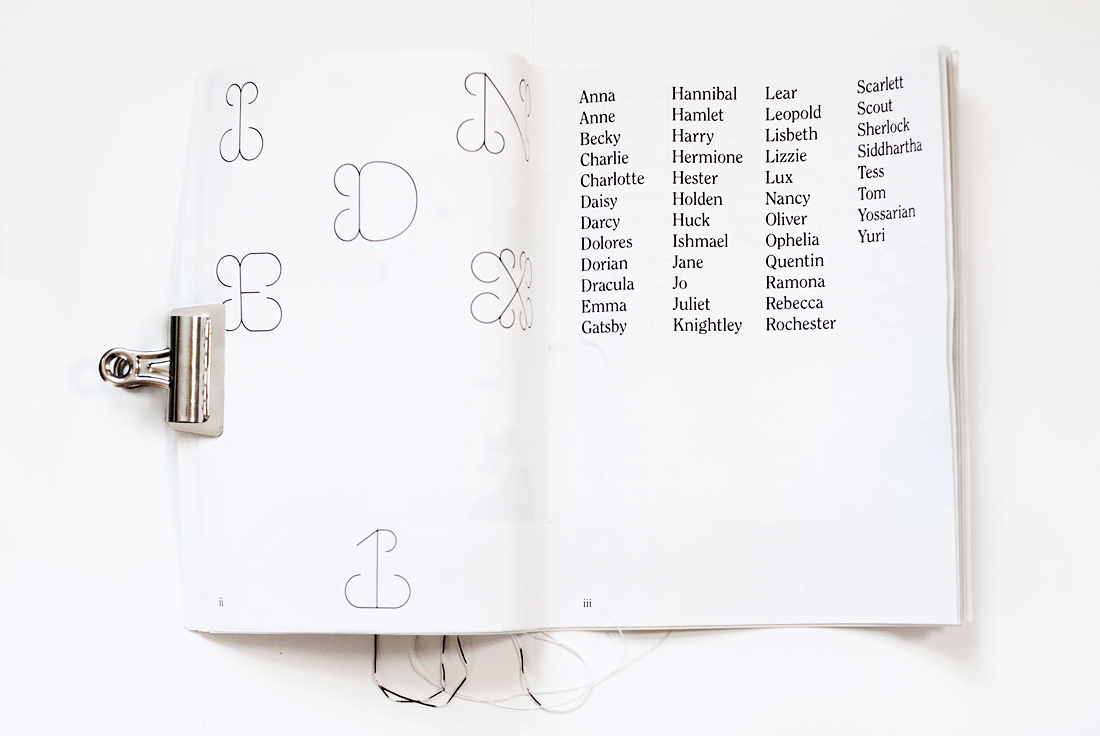 I N
D
E X
1
ii
Anna
Anne
Becky
Charlie
Charlotte
Daisy
Darcy
Dolores
Dorian
Dracula
Emma
Gatsby
Hannibal
Hamlet
Harry
Hermione
Hester
Holden
Huck
Ishmael
Jane
Jo
Juliet
Knightley
Lear
Leopold
Lisbeth
Lizzie
Lux
Nancy
Oliver
Ophelia
Quentin
Ramona
Rebecca
Rochester
Scarlett
Scout
Sherlock
Siddhartha
Tess
Tom
Yossarian
Yuri
iii